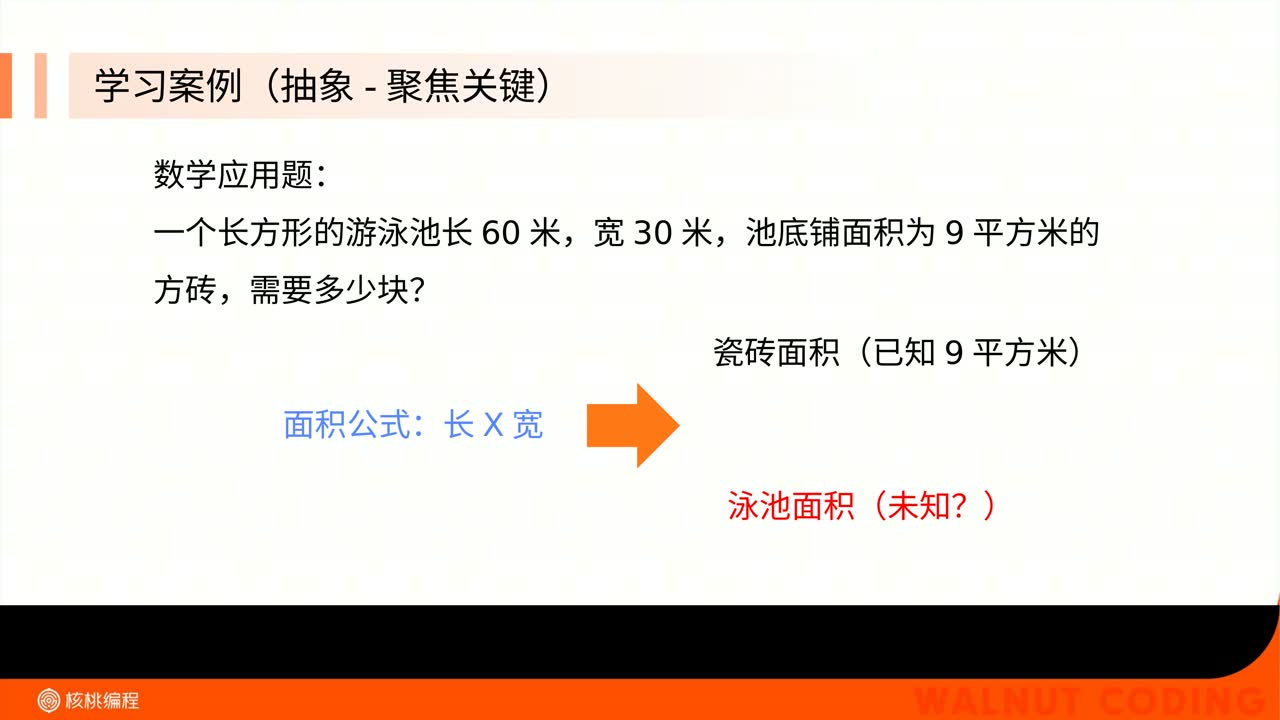 学习案例（抽象 - 聚焦关键）
数学应用题：
一个长方形的游泳池长 60 米，宽 30 米，池底铺面积为 9 平方米的
方砖，需要多少块？
瓷砖面积（已知 9 平方米）
面积公式：长 X 宽
泳池面积（未知？）
核桃编程
WALNUT CODING